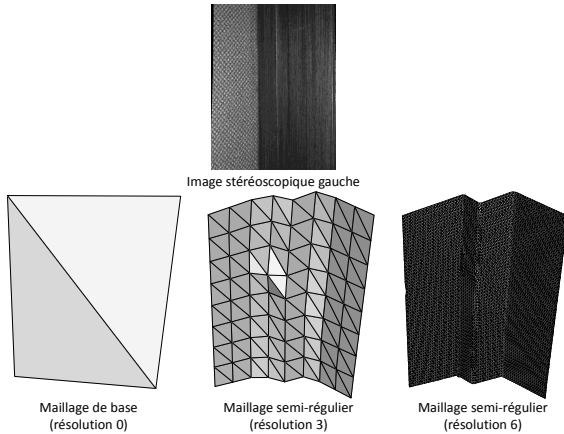 Image stéréoscopique gauche
Maillage de base
(résolution 0)
Maillage semi-régulier
(résolution 3)
Maillage semi-régulier
(résolution 6)